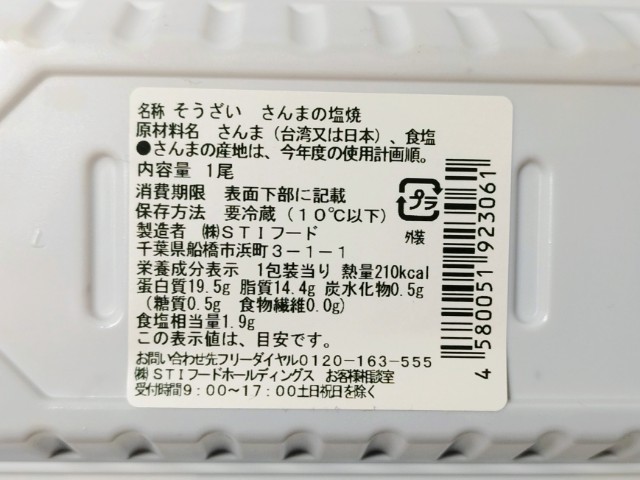 名称 そうざい さんまの塩焼
原材料名 さんま（台湾又は日本）、食塩
●さんまの産地は、今年度の使用計画順。
内容量 1尾
消費期限 表面下部に記載
保存方法 要冷蔵（10℃以下）
製造者 ㈱STIフード
千葉県船橋市浜町3-1-1
栄養成分表示 1包装当り 熱量210kcal
蛋白質19.5g 脂質14.4g 炭水化物0.5g
（糖質0.5g 食物繊維0.0g）
食塩相当量1.9g
この表示値は、目安です。
お問い合わせ先フリーダイヤル0120-163-555
㈱STIフードホールディングス お客様相談室
受付時間9：00〜17：00土日祝日を除く
プラ
外装
4 580051 923061